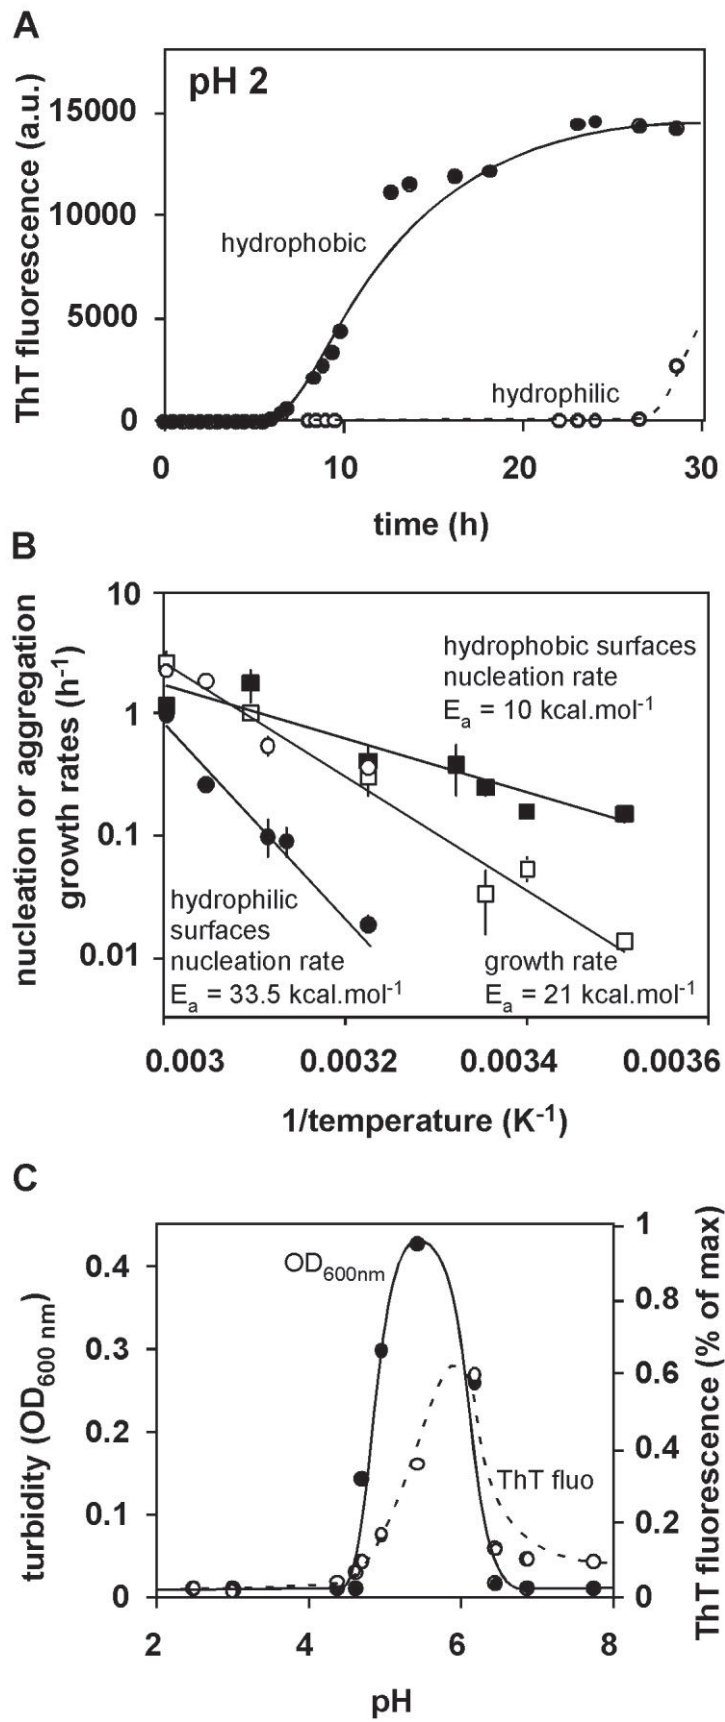 A
pH 2
ThT fluorescence (a.u.)
15000
10000
5000
0
hydrophobic
hydrophilic
0 10 20 30
time (h)
B
nucleation or aggregation
growth rates (h-1)
10
1
0.1
0.01
hydrophobic surfaces
nucleation rate
Ea = 10 kcal.mol-1
hydrophilic
surfaces
nucleation rate
Ea = 33.5 kcal.mol-1
growth rate
Ea = 21 kcal.mol-1
0.003 0.0032 0.0034 0.0036
1/temperature (K-1)
C
turbidity (OD600 nm)
0.4
0.3
0.2
0.1
0
OD600nm
ThT fluo
1
0.8
0.6
0.4
0.2
0
ThT fluorescence (% of max)
2 4 6 8
pH